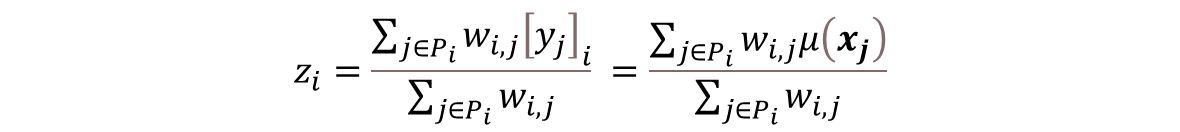 z_i = \frac{\sum_{j \in P_i} w_{i,j} [y_j]_i}{\sum_{j \in P_i} w_{i,j}} = \frac{\sum_{j \in P_i} w_{i,j} \mu(\boldsymbol{x_j})}{\sum_{j \in P_i} w_{i,j}}